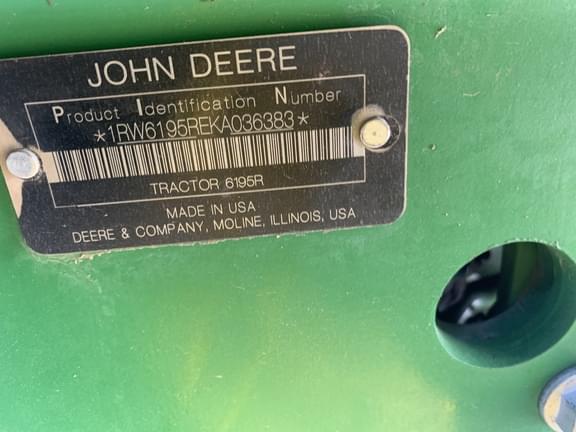 JOHN DEERE
Product Identification Number
*1RW6195REKA036383*
TRACTOR 6195R
MADE IN USA
DEERE & COMPANY, MOLINE, ILLINOIS, USA